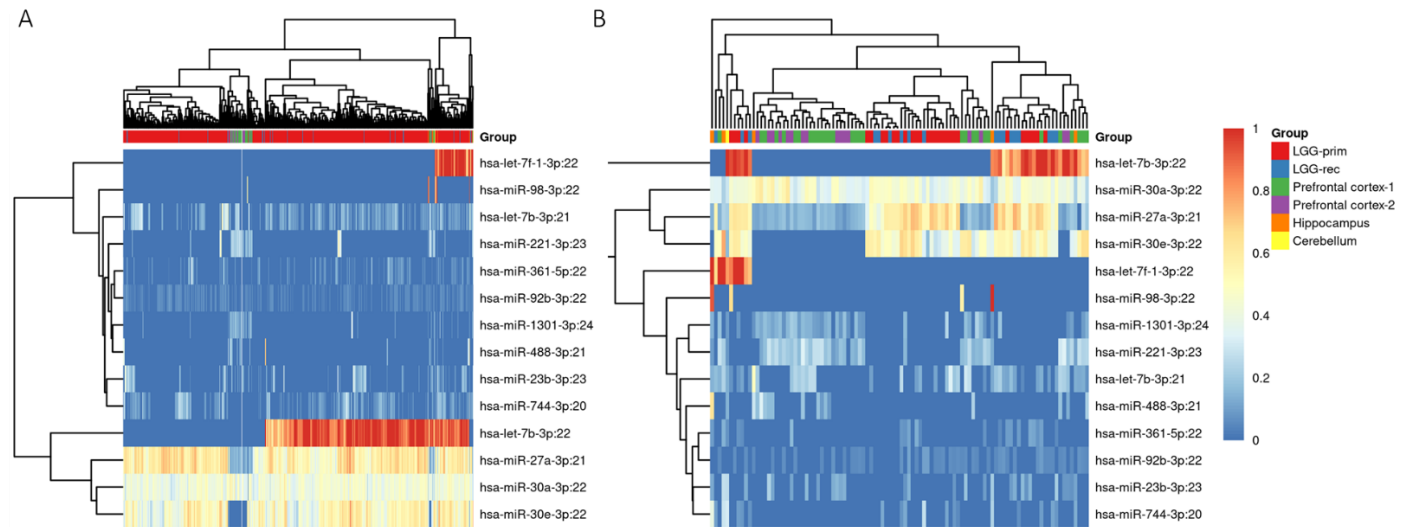 A
B
Group
hsa-let-7f-1-3p:22
hsa-miR-98-3p:22
hsa-let-7b-3p:21
hsa-miR-221-3p:23
hsa-miR-361-5p:22
hsa-miR-92b-3p:22
hsa-miR-1301-3p:24
hsa-miR-488-3p:21
hsa-miR-23b-3p:23
hsa-miR-744-3p:20
hsa-let-7b-3p:22
hsa-miR-27a-3p:21
hsa-miR-30a-3p:22
hsa-miR-30e-3p:22
Group
hsa-let-7b-3p:22
hsa-miR-30a-3p:22
hsa-miR-27a-3p:21
hsa-miR-30e-3p:22
hsa-let-7f-1-3p:22
hsa-miR-98-3p:22
hsa-miR-1301-3p:24
hsa-miR-221-3p:23
hsa-let-7b-3p:21
hsa-miR-488-3p:21
hsa-miR-361-5p:22
hsa-miR-92b-3p:22
hsa-miR-23b-3p:23
hsa-miR-744-3p:20
1
0.8
0.6
0.4
0.2
0
Group
LGG-prim
LGG-rec
Prefrontal cortex-1
Prefrontal cortex-2
Hippocampus
Cerebellum